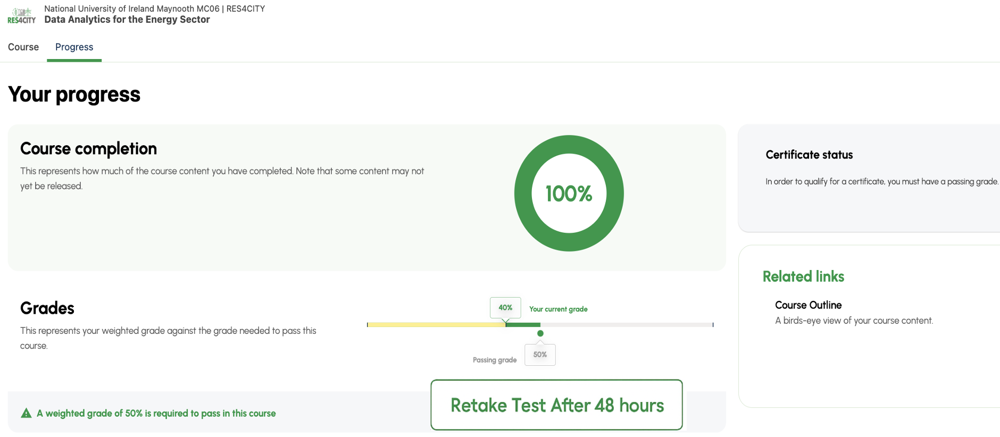 RES4CITY
National University of Ireland Maynooth MC06 | RES4CITY
Data Analytics for the Energy Sector
Course
Progress
Your progress
Course completion
This represents how much of the course content you have completed. Note that some content may not
yet be released.
100%
Certificate status
In order to qualify for a certificate, you must have a passing grade.
Related links
Course Outline
A birds-eye view of your course content.
Grades
This represents your weighted grade against the grade needed to pass this
course.
40%
Your current grade
Passing grade
50%
A weighted grade of 50% is required to pass in this course
Retake Test After 48 hours